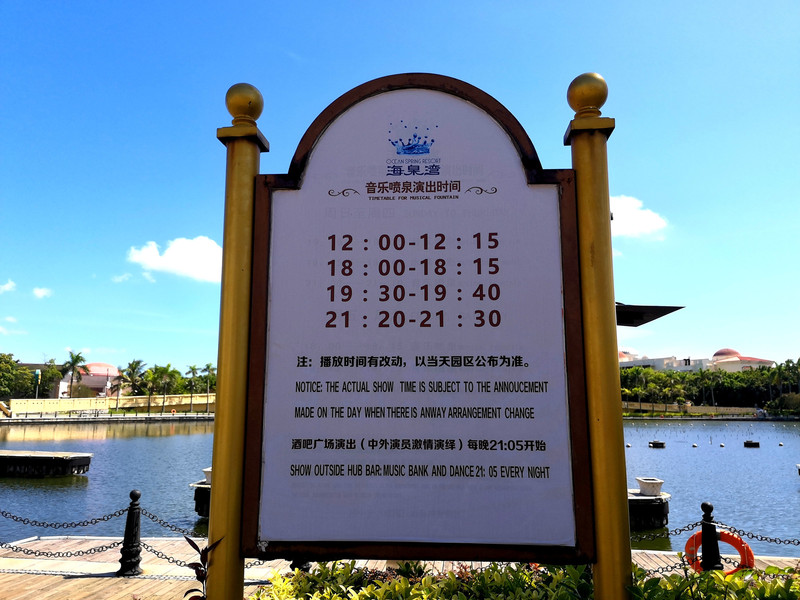 OCEAN SPRING RESORT
海泉湾
音乐喷泉演出时间
TIMETABLE FOR MUSICAL FOUNTAIN
12：00-12：15
18：00-18：15
19：30-19：40
21：20-21：30
注：播放时间有改动，以当天园区公布为准。
NOTICE: THE ACTUAL SHOW TIME IS SUBJECT TO THE ANNOUCEMENT
MADE ON THE DAY WHEN THERE IS ANWAY ARRANGEMENT CHANGE
酒吧广场演出（中外演员激情演绎）每晚21:05开始
SHOW OUTSIDE HUB BAR: MUSIC BANK AND DANCE 21: 05 EVERY NIGHT